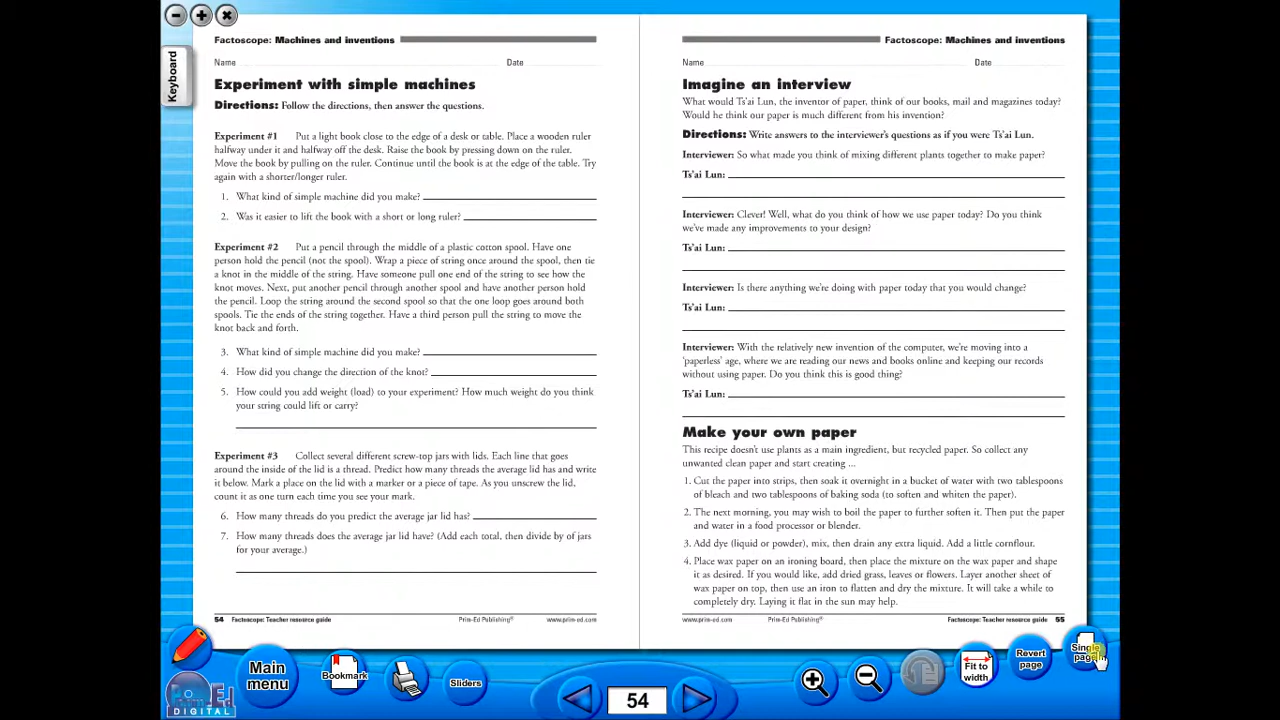 Keyboard
Factoscope: Machines and inventions
Name Date
Experiment with simple machines
Directions: Follow the directions, then answer the questions.
Experiment #1 Put a light book close to the edge of a desk or table. Place a wooden ruler
halfway under it and halfway off the desk. Raise the book by pressing down on the ruler.
Move the book by pulling on the ruler. Continue until the book is at the edge of the table. Try
again with a shorter/longer ruler.
1. What kind of simple machine did you make?
2. Was it easier to lift the book with a short or long ruler?
Experiment #2 Put a pencil through the middle of a plastic cotton spool. Have one
person hold the pencil (not the spool). Wrap a piece of string once around the spool, then tie
a knot in the middle of the string. Have someone pull one end of the string to see how the
knot moves. Next, put another pencil through another spool and have another person hold
the pencil. Loop the string around the second spool so that the one loop goes around both
spools. Tie the ends of the string together. Have a third person pull the string to move the
knot back and forth.
3. What kind of simple machine did you make?
4. How did you change the direction of the knot?
5. How could you add weight (load) to your experiment? How much weight do you think
your string could lift or carry?
Experiment #3 Collect several different screw-top jars with lids. Each line that goes
around the inside of the lid is a thread. Predict how many threads the average lid has and write
it below. Mark a place on the lid with a marker or a piece of tape. As you unscrew the lid,
count it as one turn each time you see your mark.
6. How many threads do you predict the average jar lid has?
7. How many threads does the average jar lid have? (Add each total, then divide by of jars
for your average.)
54 Factoscope: Teacher resource guide Prim-Ed Publishing® www.prim-ed.com
Factoscope: Machines and inventions
Name Date
Imagine an interview
What would Ts'ai Lun, the inventor of paper, think of our books, mail and magazines today?
Would he think our paper is much different from his invention?
Directions: Write answers to the interviewer's questions as if you were Ts'ai Lun.
Interviewer: So what made you think of mixing different plants together to make paper?
Ts'ai Lun:
Interviewer: Clever! Well, what do you think of how we use paper today? Do you think
we've made any improvements to your design?
Ts'ai Lun:
Interviewer: Is there anything we're doing with paper today that you would change?
Ts'ai Lun:
Interviewer: With the relatively new invention of the computer, we're moving into a
'paperless' age, where we are reading our news and books online and keeping our records
without using paper. Do you think this is good thing?
Ts'ai Lun:
Make your own paper
This recipe doesn't use plants as a main ingredient, but recycled paper. So collect any
unwanted clean paper and start creating ...
1. Cut the paper into strips, then soak it overnight in a bucket of water with two tablespoons
of bleach and two tablespoons of baking soda (to soften and whiten the paper).
2. The next morning, you may wish to boil the paper to further soften it. Then put the paper
and water in a food processor or blender.
3. Add dye (liquid or powder), mix, then drain any extra liquid. Add a little cornflour.
4. Place wax paper on an ironing board, then place the mixture on the wax paper and shape
it as desired. If you would like, add dried grass, leaves or flowers. Layer another sheet of
wax paper on top, then use an iron to flatten and dry the mixture. It will take a while to
completely dry. Laying it flat in the sun may help.
www.prim-ed.com Prim-Ed Publishing® Factoscope: Teacher resource guide 55
Main
menu
Bookmark
Sliders
54
Fit to
width
Revert
page
Single
page
DIGITAL